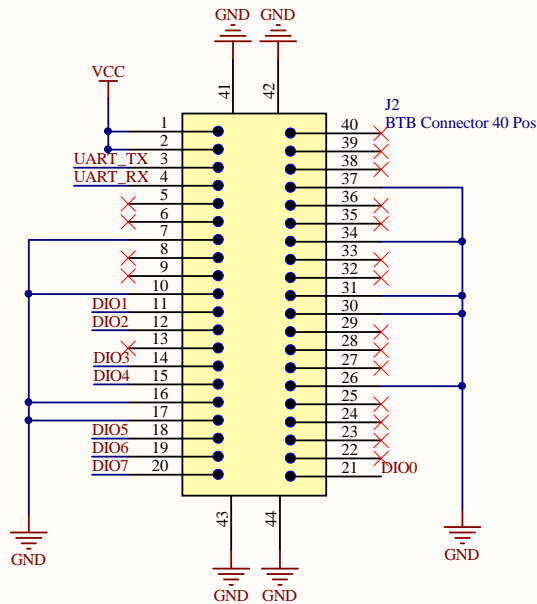 GND GND
VCC
41 42
J2
BTB Connector 40 Pos
1 40
2 39
UART_TX 3 38
UART_RX 4 37
5 36
6 35
7 34
8 33
9 32
10 31
DIO1 11 30
DIO2 12 29
13 28
DIO3 14 27
DIO4 15 26
16 25
17 24
DIO5 18 23
DIO6 19 22
DIO7 20 21 DIO0
43 44
GND GND
GND GND